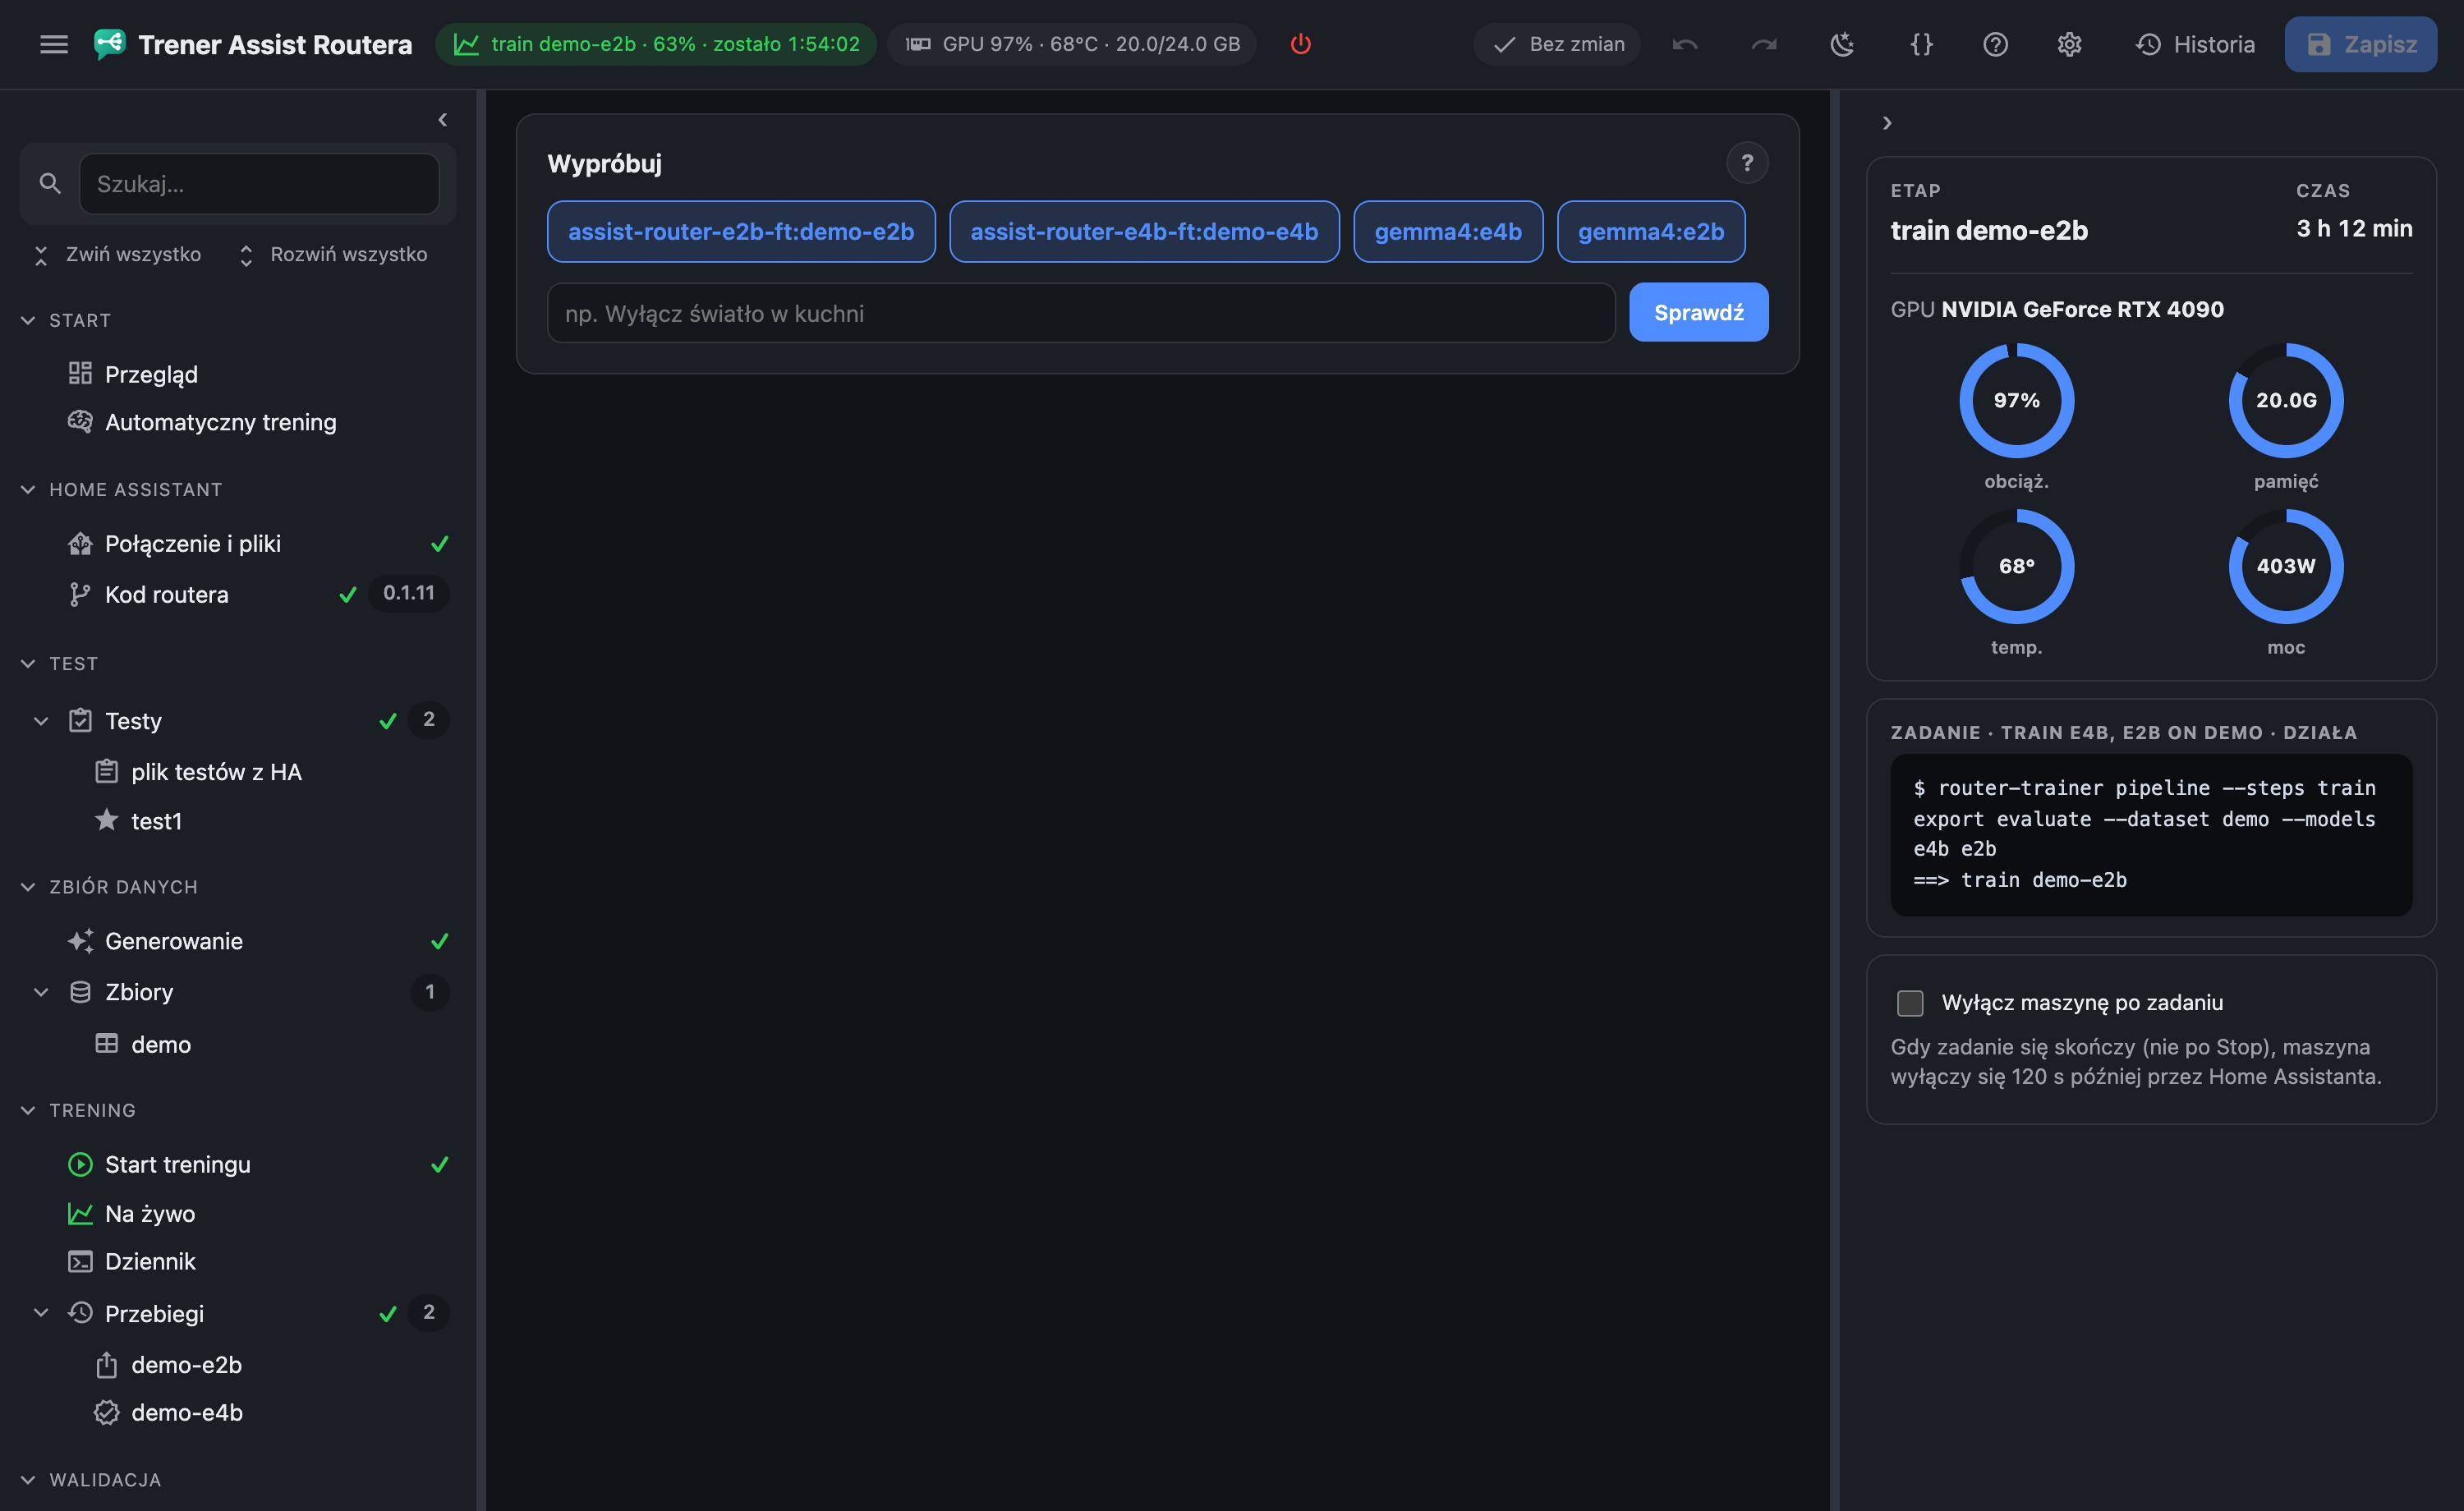 Trener Assist Routera
train demo-e2b · 63% · zostało 1:54:02
GPU 97% · 68°C · 20.0/24.0 GB
Bez zmian
{}
Historia
Zapisz
Szukaj...
Zwiń wszystko
Rozwiń wszystko
START
Przegląd
Automatyczny trening
HOME ASSISTANT
Połączenie i pliki
Kod routera
0.1.11
TEST
Testy
2
plik testów z HA
test1
ZBIÓR DANYCH
Generowanie
Zbiory
1
demo
TRENING
Start treningu
Na żywo
Dziennik
Przebiegi
2
demo-e2b
demo-e4b
WALIDACJA
Wypróbuj
?
assist-router-e2b-ft:demo-e2b
assist-router-e4b-ft:demo-e4b
gemma4:e4b
gemma4:e2b
np. Wyłącz światło w kuchni
Sprawdź
ETAP
train demo-e2b
CZAS
3 h 12 min
GPU NVIDIA GeForce RTX 4090
97%
obciąż.
20.0G
pamięć
68°
temp.
403W
moc
ZADANIE · TRAIN E4B, E2B ON DEMO · DZIAŁA
$ router-trainer pipeline --steps train
export evaluate --dataset demo --models
e4b e2b
==> train demo-e2b
Wyłącz maszynę po zadaniu
Gdy zadanie się skończy (nie po Stop), maszyna
wyłączy się 120 s później przez Home Assistanta.